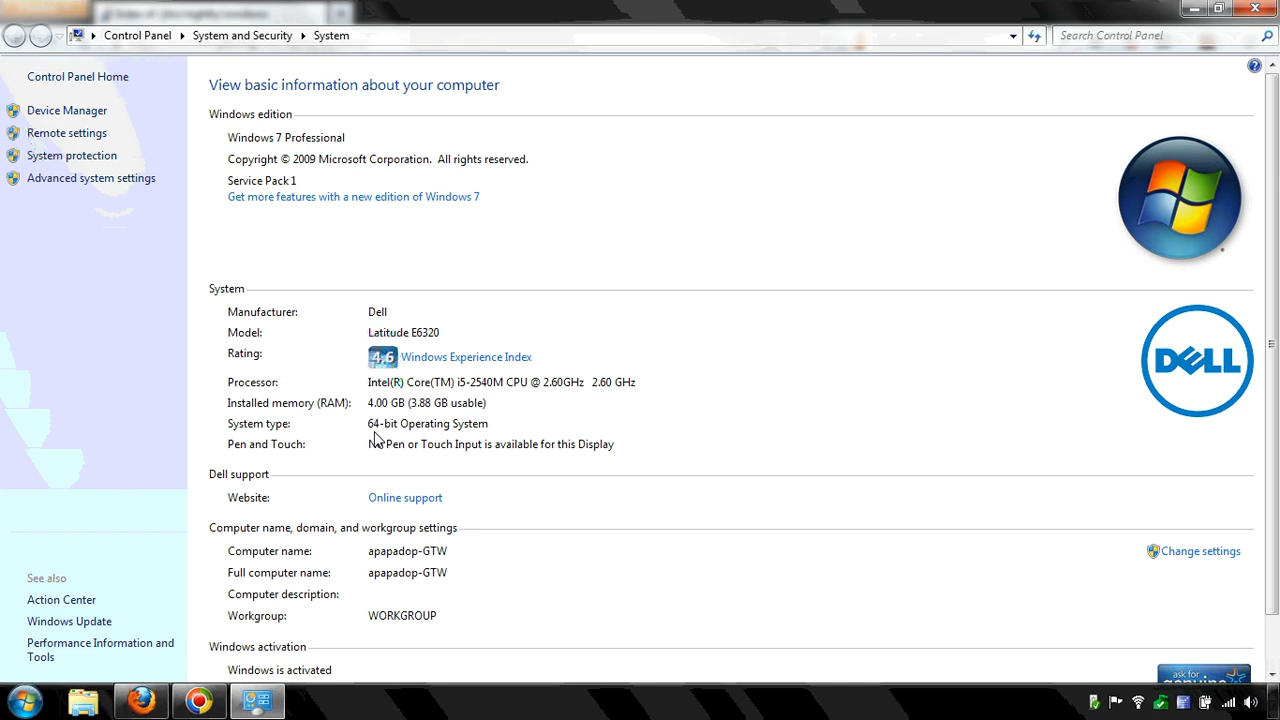 Control Panel System and Security System Search Control Panel
Control Panel Home
Device Manager
Remote settings
System protection
Advanced system settings
View basic information about your computer
Windows edition
Windows 7 Professional
Copyright © 2009 Microsoft Corporation. All rights reserved.
Service Pack 1
Get more features with a new edition of Windows 7
System
Manufacturer: Dell
Model: Latitude E6320
Rating: 4,6 Windows Experience Index
Processor: Intel(R) Core(TM) i5-2540M CPU @ 2.60GHz 2.60 GHz
Installed memory (RAM): 4.00 GB (3.88 GB usable)
System type: 64-bit Operating System
Pen and Touch: No Pen or Touch Input is available for this Display
DELL
Dell support
Website: Online support
Computer name, domain, and workgroup settings
Computer name: apapadop-GTW
Change settings
Full computer name: apapadop-GTW
Computer description:
Workgroup: WORKGROUP
Windows activation
Windows is activated
ask for
See also
Action Center
Windows Update
Performance Information and
Tools